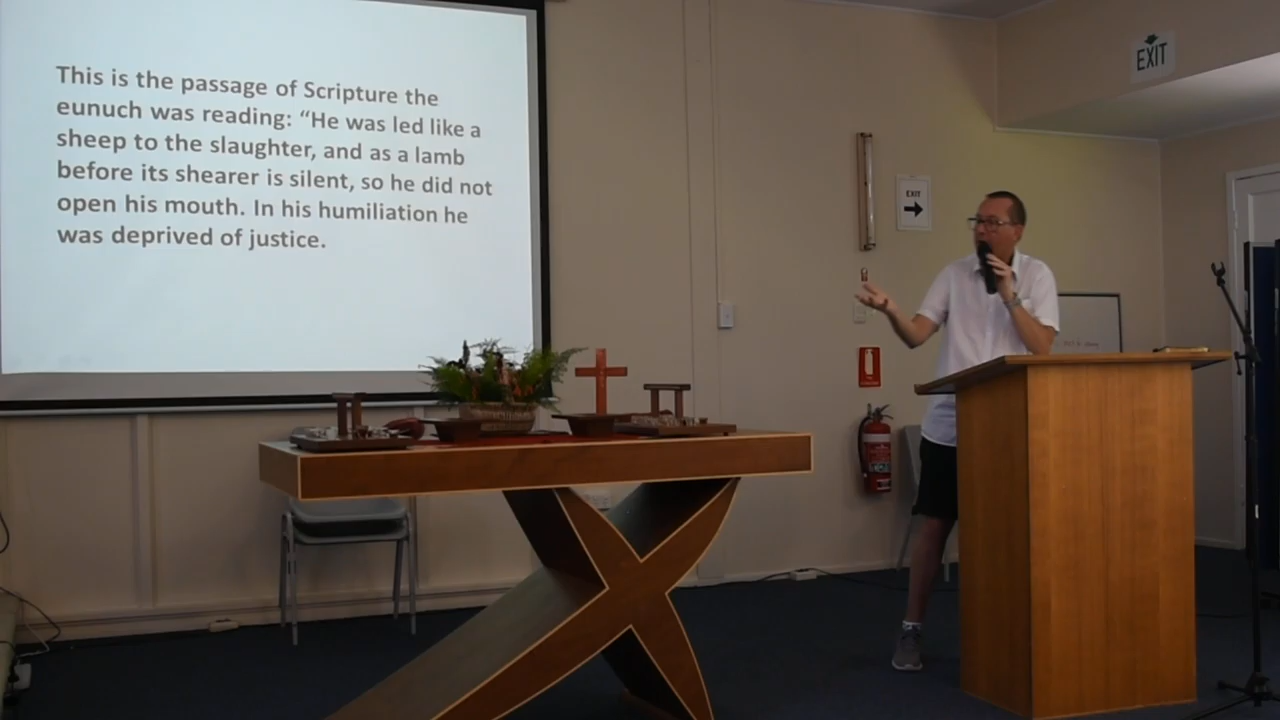 This is the passage of Scripture the
eunuch was reading: “He was led like a
sheep to the slaughter, and as a lamb
before its shearer is silent, so he did not
open his mouth. In his humiliation he
was deprived of justice.
EXIT
EXIT